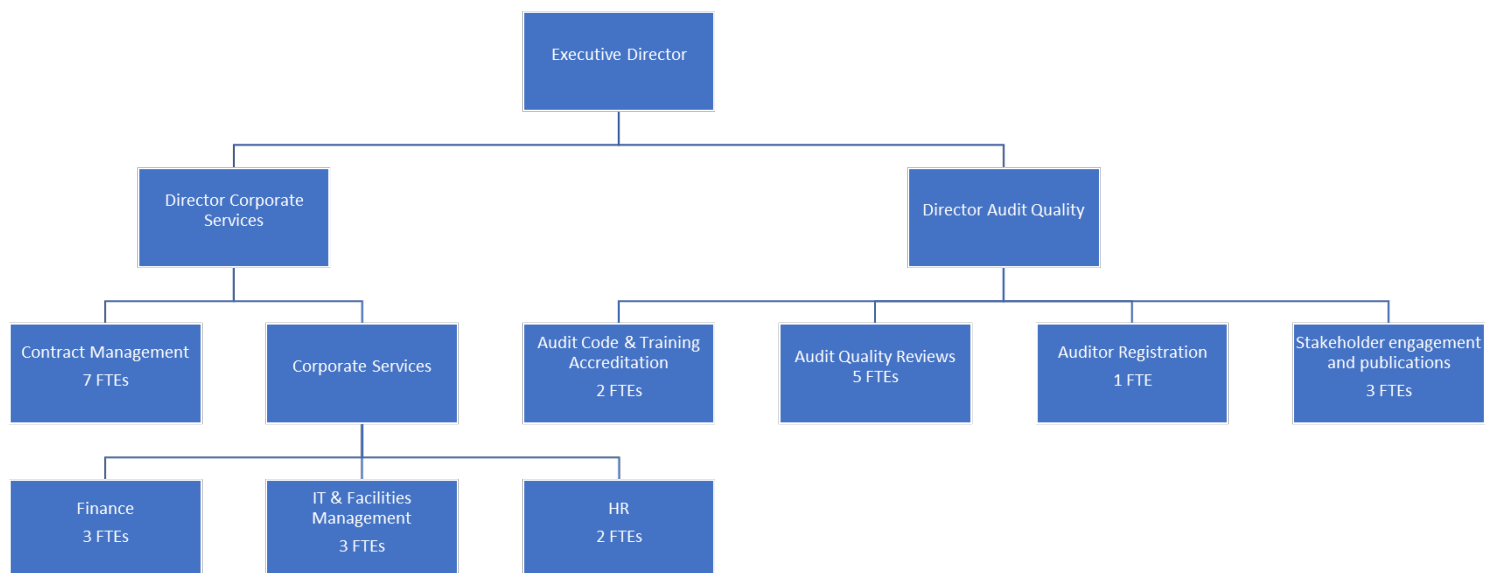 Executive Director
Director Corporate
Services
Director Audit Quality
Contract Management
7 FTEs
Corporate Services
Audit Code & Training
Accreditation
2 FTEs
Audit Quality Reviews
5 FTEs
Auditor Registration
1 FTE
Stakeholder engagement
and publications
3 FTEs
Finance
3 FTEs
IT & Facilities
Management
3 FTEs
HR
2 FTEs